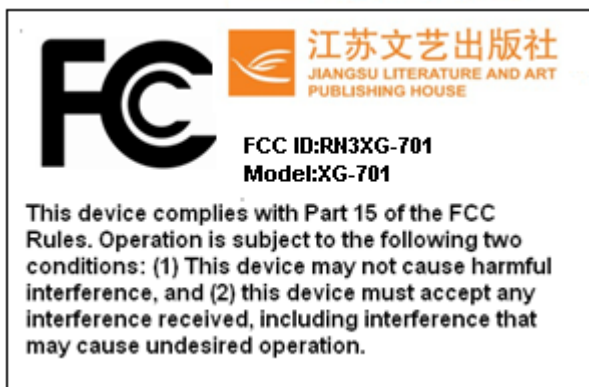 FCC
江苏文艺出版社
JIANGSU LITERATURE AND ART
PUBLISHING HOUSE
FCC ID:RN3XG-701
Model:XG-701
This device complies with Part 15 of the FCC
Rules. Operation is subject to the following two
conditions: (1) This device may not cause harmful
interference, and (2) this device must accept any
interference received, including interference that
may cause undesired operation.